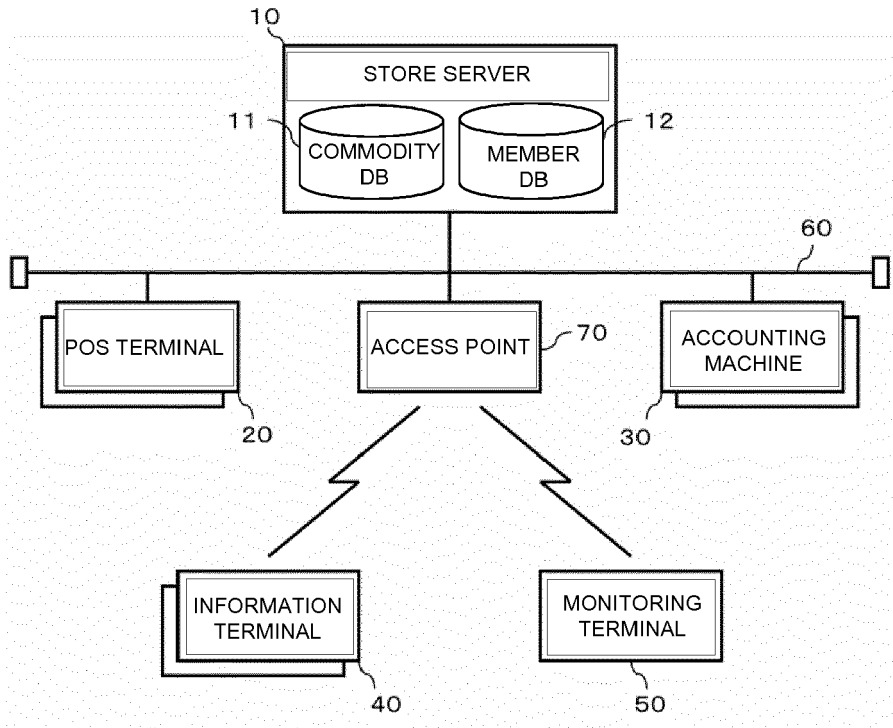 10
STORE SERVER
11
COMMODITY
DB
MEMBER
DB
12
60
POS TERMINAL
20
ACCESS POINT
70
ACCOUNTING
MACHINE
30
INFORMATION
TERMINAL
40
MONITORING
TERMINAL
50